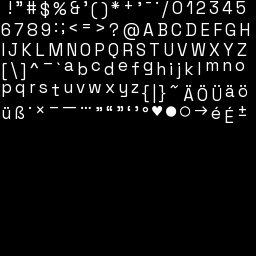 !"#$%&'()*+'-·/012345
6789:;<=>?@ABCDEFGH
IJKLMNOPQRSTUVWXYZ
[\]^-`abcdefghijklmno
pqrstuvwxyz{|}~ÄÖÜäö
üß·×–—…”“”‘’°♥●○→éÉ±